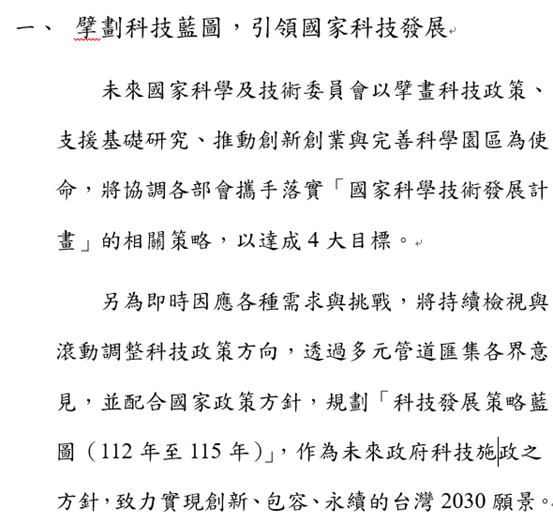 一、 擘劃科技藍圖，引領國家科技發展
未來國家科學及技術委員會以擘畫科技政策、
支援基礎研究、推動創新創業與完善科學園區為使
命，將協調各部會攜手落實「國家科學技術發展計
畫」的相關策略，以達成 4 大目標。
另為即時因應各種需求與挑戰，將持續檢視與
滾動調整科技政策方向，透過多元管道匯集各界意
見，並配合國家政策方針，規劃「科技發展策略藍
圖（112 年至 115 年）」，作為未來政府科技施政之
方針，致力實現創新、包容、永續的台灣 2030 願景。